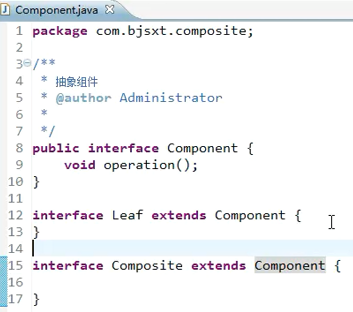 Component.java
1 package com.bjsxt.composite;
2
3 /**
4 * 抽象组件
5 * @author Administrator
6 *
7 */
8 public interface Component {
9 void operation();
10 }
11
12 interface Leaf extends Component {
13 }
14
15 interface Composite extends Component {
16
17 }